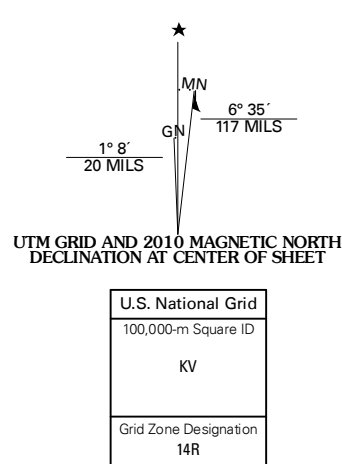 MN
6° 35´
117 MILS
GN
1° 8´
20 MILS
UTM GRID AND 2010 MAGNETIC NORTH
DECLINATION AT CENTER OF SHEET
U.S. National Grid
100,000-m Square ID
KV
Grid Zone Designation
14R